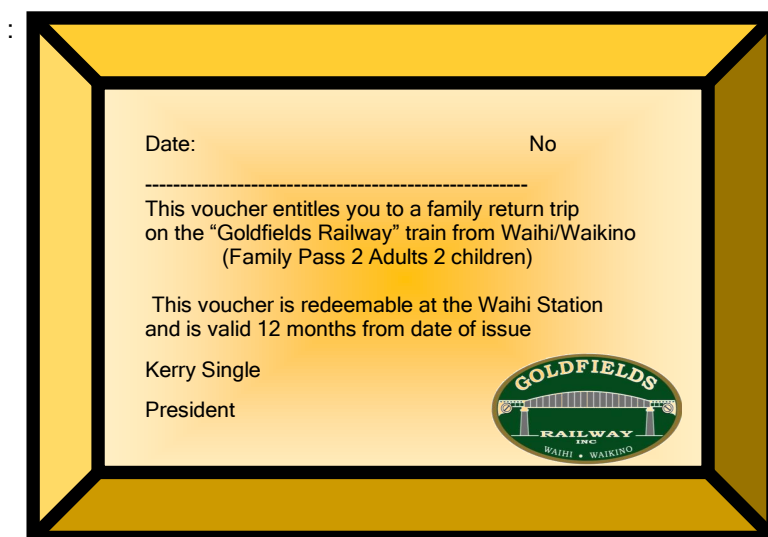 :
Date: No
-------------------------------------------------------
This voucher entitles you to a family return trip
on the “Goldfields Railway” train from Waihi/Waikino
(Family Pass 2 Adults 2 children)
This voucher is redeemable at the Waihi Station
and is valid 12 months from date of issue
Kerry Single
President
GOLDFIELDS
RAILWAY
INC
WAIHI • WAIKINO